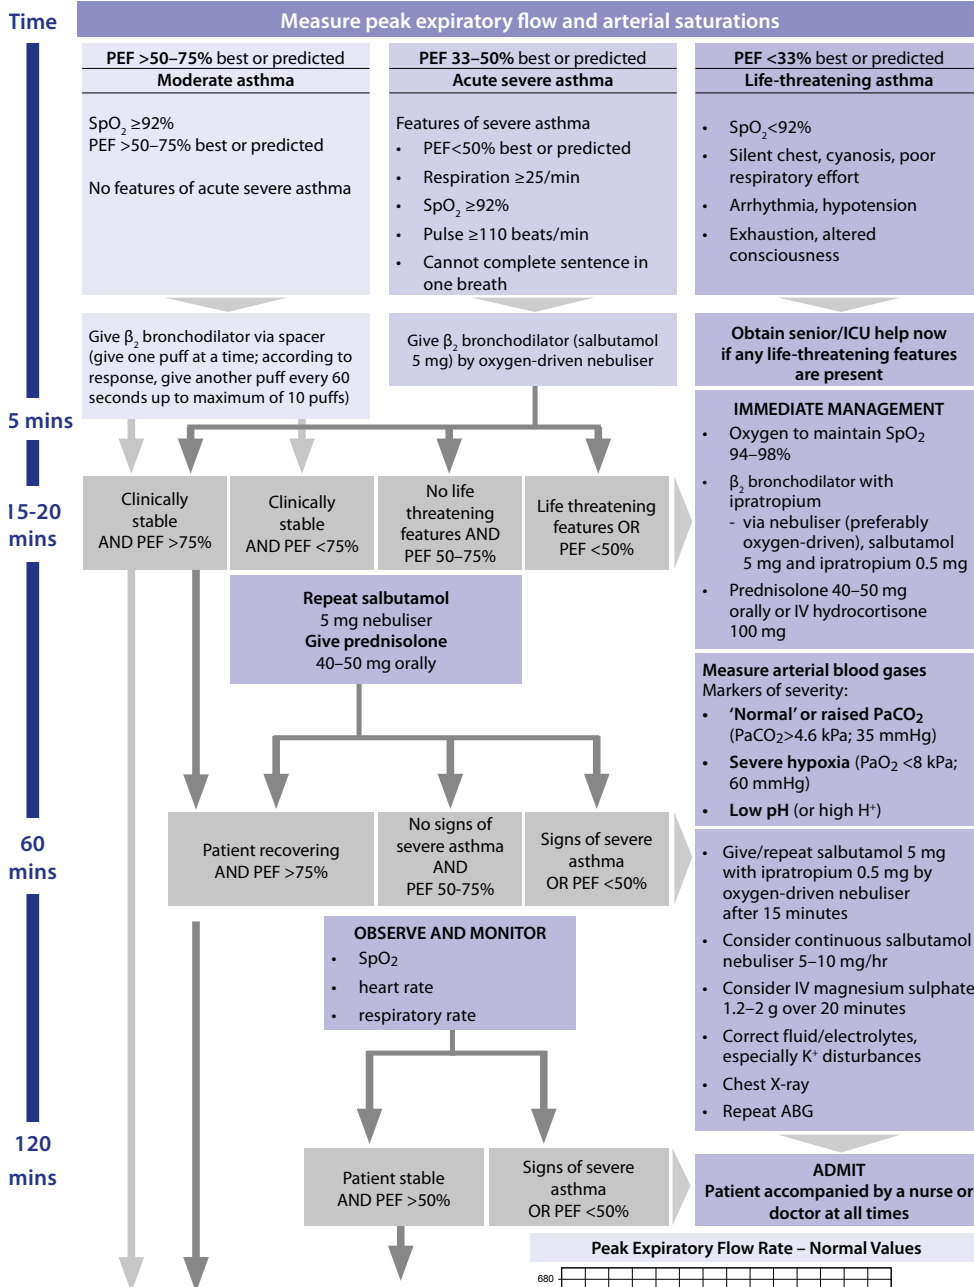 Time
Measure peak expiratory flow and arterial saturations
PEF >50–75% best or predicted
Moderate asthma
SpO₂ ≥92%
PEF >50–75% best or predicted
No features of acute severe asthma
PEF 33–50% best or predicted
Acute severe asthma
Features of severe asthma
• PEF<50% best or predicted
• Respiration ≥25/min
• SpO₂ ≥92%
• Pulse ≥110 beats/min
• Cannot complete sentence in
one breath
PEF <33% best or predicted
Life-threatening asthma
• SpO₂<92%
• Silent chest, cyanosis, poor
respiratory effort
• Arrhythmia, hypotension
• Exhaustion, altered
consciousness
Give β₂ bronchodilator via spacer
(give one puff at a time; according to
response, give another puff every 60
seconds up to maximum of 10 puffs)
Give β₂ bronchodilator (salbutamol
5 mg) by oxygen-driven nebuliser
Obtain senior/ICU help now
if any life-threatening features
are present
5 mins
IMMEDIATE MANAGEMENT
• Oxygen to maintain SpO₂
94–98%
• β₂ bronchodilator with
ipratropium
- via nebuliser (preferably
oxygen-driven), salbutamol
5 mg and ipratropium 0.5 mg
• Prednisolone 40–50 mg
orally or IV hydrocortisone
100 mg
15-20
mins
Clinically
stable
AND PEF >75%
Clinically
stable
AND PEF <75%
No life
threatening
features AND
PEF 50–75%
Life threatening
features OR
PEF <50%
Repeat salbutamol
5 mg nebuliser
Give prednisolone
40–50 mg orally
Measure arterial blood gases
Markers of severity:
• 'Normal' or raised PaCO₂
(PaCO₂>4.6 kPa; 35 mmHg)
• Severe hypoxia (PaO₂ <8 kPa;
60 mmHg)
• Low pH (or high H⁺)
60
mins
Patient recovering
AND PEF >75%
No signs of
severe asthma
AND
PEF 50-75%
Signs of severe
asthma
OR PEF <50%
• Give/repeat salbutamol 5 mg
with ipratropium 0.5 mg by
oxygen-driven nebuliser
after 15 minutes
• Consider continuous salbutamol
nebuliser 5–10 mg/hr
• Consider IV magnesium sulphate
1.2–2 g over 20 minutes
• Correct fluid/electrolytes,
especially K⁺ disturbances
• Chest X-ray
• Repeat ABG
OBSERVE AND MONITOR
• SpO₂
• heart rate
• respiratory rate
120
mins
Patient stable
AND PEF >50%
Signs of severe
asthma
OR PEF <50%
ADMIT
Patient accompanied by a nurse or
doctor at all times
Peak Expiratory Flow Rate – Normal Values
680